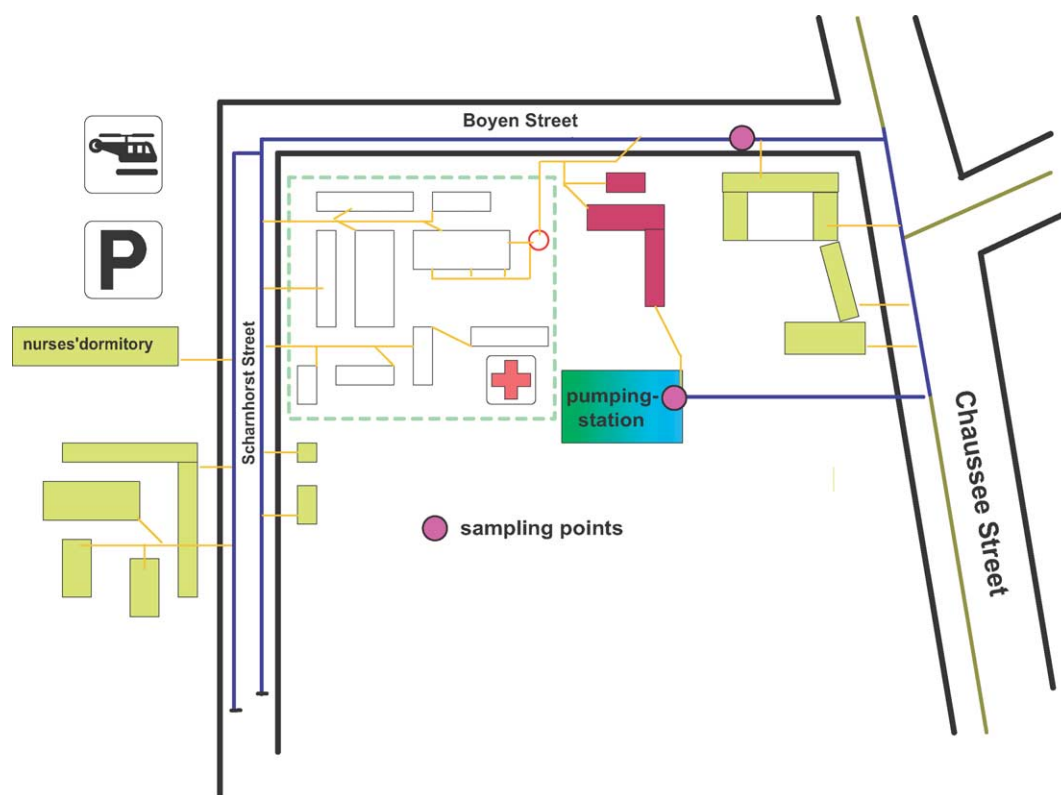 Boyen Street
P
nurses'dormitory
Scharnhorst Street
pumping-
station
Chaussee Street
sampling points